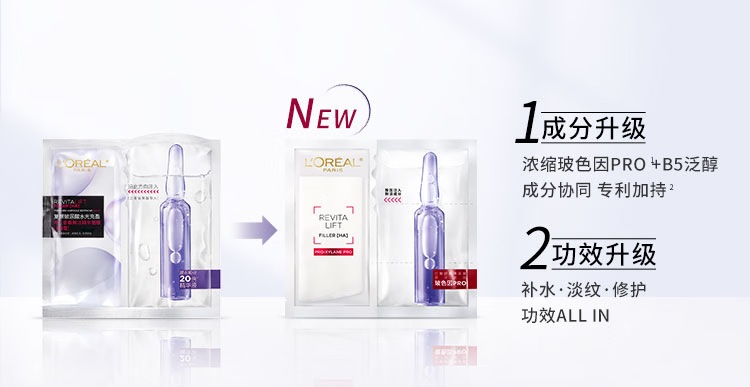 NEW
L'ORÉAL
PARIS
REVITALIFT
20
L'ORÉAL
PARIS
REVITA
LIFT
FILLER [HA]
PRO-XYLANE PRO
玻色因PRO
1成分升级
浓缩玻色因PRO¹+B5泛醇
成分协同 专利加持²
2功效升级
补水·淡纹·修护
功效ALL IN